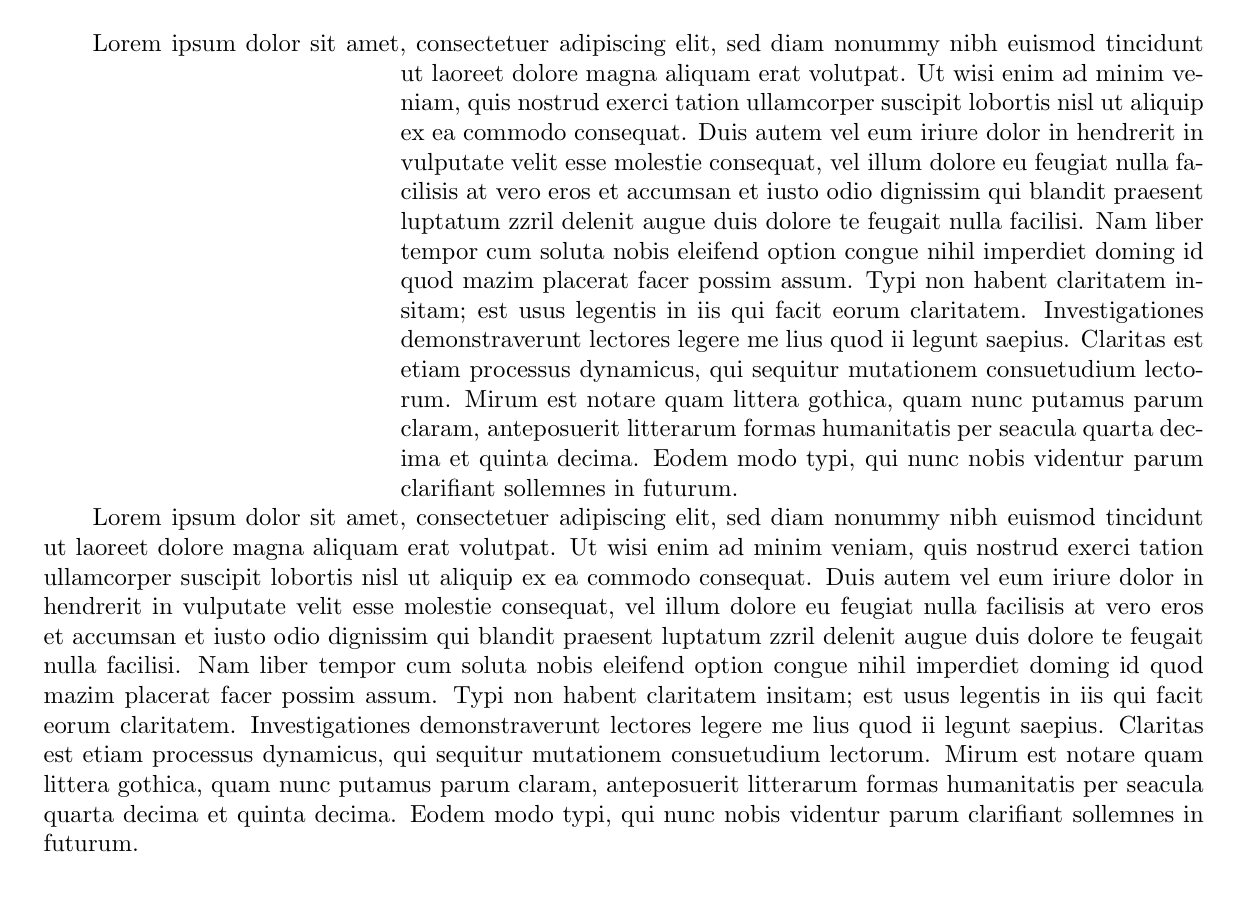 Lorem ipsum dolor sit amet, consectetuer adipiscing elit, sed diam nonummy nibh euismod tincidunt
ut laoreet dolore magna aliquam erat volutpat. Ut wisi enim ad minim ve-
niam, quis nostrud exerci tation ullamcorper suscipit lobortis nisl ut aliquip
ex ea commodo consequat. Duis autem vel eum iriure dolor in hendrerit in
vulputate velit esse molestie consequat, vel illum dolore eu feugiat nulla fa-
cilisis at vero eros et accumsan et iusto odio dignissim qui blandit praesent
luptatum zzril delenit augue duis dolore te feugait nulla facilisi. Nam liber
tempor cum soluta nobis eleifend option congue nihil imperdiet doming id
quod mazim placerat facer possim assum. Typi non habent claritatem in-
sitam; est usus legentis in iis qui facit eorum claritatem. Investigationes
demonstraverunt lectores legere me lius quod ii legunt saepius. Claritas est
etiam processus dynamicus, qui sequitur mutationem consuetudium lecto-
rum. Mirum est notare quam littera gothica, quam nunc putamus parum
claram, anteposuerit litterarum formas humanitatis per seacula quarta dec-
ima et quinta decima. Eodem modo typi, qui nunc nobis videntur parum
clarifiant sollemnes in futurum.
Lorem ipsum dolor sit amet, consectetuer adipiscing elit, sed diam nonummy nibh euismod tincidunt
ut laoreet dolore magna aliquam erat volutpat. Ut wisi enim ad minim veniam, quis nostrud exerci tation
ullamcorper suscipit lobortis nisl ut aliquip ex ea commodo consequat. Duis autem vel eum iriure dolor in
hendrerit in vulputate velit esse molestie consequat, vel illum dolore eu feugiat nulla facilisis at vero eros
et accumsan et iusto odio dignissim qui blandit praesent luptatum zzril delenit augue duis dolore te feugait
nulla facilisi. Nam liber tempor cum soluta nobis eleifend option congue nihil imperdiet doming id quod
mazim placerat facer possim assum. Typi non habent claritatem insitam; est usus legentis in iis qui facit
eorum claritatem. Investigationes demonstraverunt lectores legere me lius quod ii legunt saepius. Claritas
est etiam processus dynamicus, qui sequitur mutationem consuetudium lectorum. Mirum est notare quam
littera gothica, quam nunc putamus parum claram, anteposuerit litterarum formas humanitatis per seacula
quarta decima et quinta decima. Eodem modo typi, qui nunc nobis videntur parum clarifiant sollemnes in
futurum.